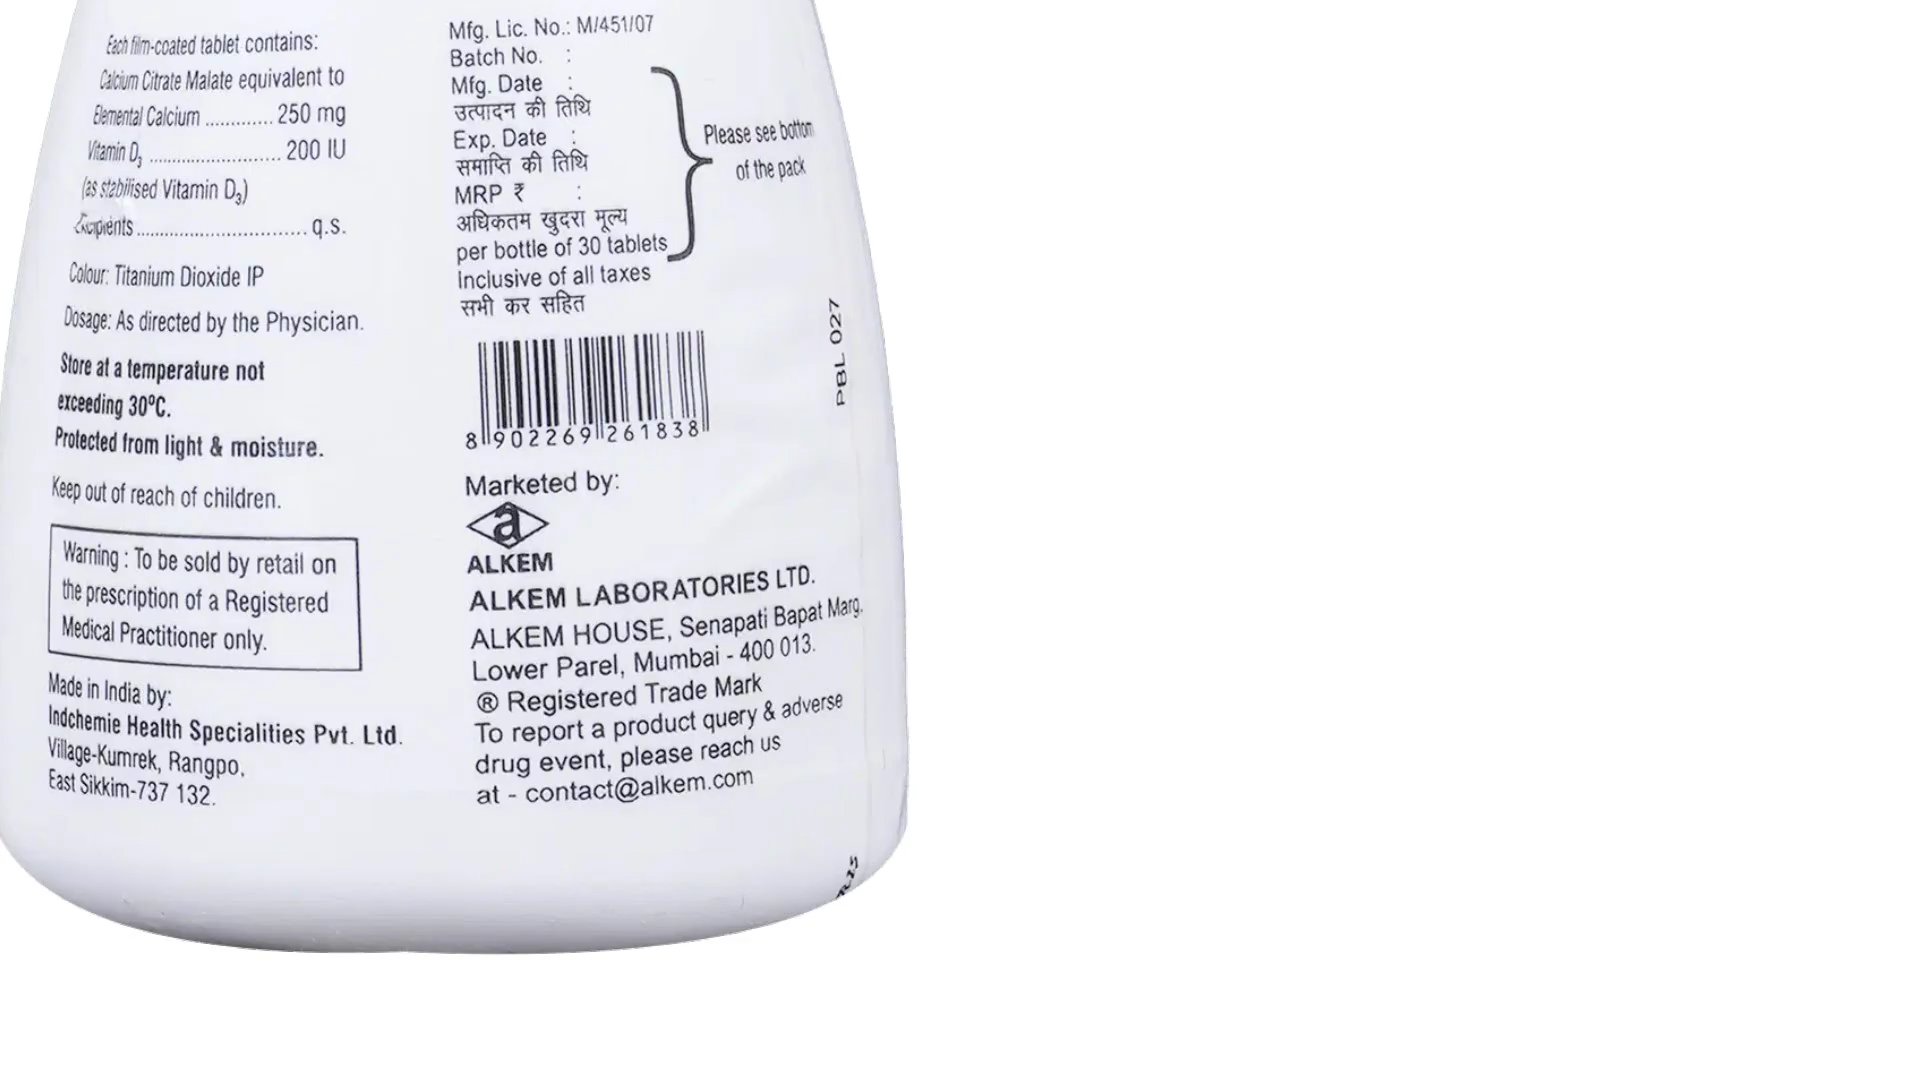 Each film-coated tablet contains:
Calcium Citrate Malate equivalent to
Elemental Calcium ............. 250 mg
Vitamin D3 ......................... 200 IU
(as stabilised Vitamin D3)
Excipients ................................. q.s.
Colour: Titanium Dioxide IP
Dosage: As directed by the Physician.
Store at a temperature not
exceeding 30ºC.
Protected from light & moisture.
Keep out of reach of children.
Warning : To be sold by retail on
the prescription of a Registered
Medical Practitioner only.
Made in India by:
Indchemie Health Specialities Pvt. Ltd.
Village-Kumrek, Rangpo,
East Sikkim-737 132.
Mfg. Lic. No.: M/451/07
Batch No. :
Mfg. Date :
उत्पादन की तिथि
Exp. Date :
समाप्ति की तिथि
MRP ₹ :
अधिकतम खुदरा मूल्य
per bottle of 30 tablets
Inclusive of all taxes
सभी कर सहित
Please see bottom
of the pack
8 902269 261838
Marketed by:
a
ALKEM
ALKEM LABORATORIES LTD.
ALKEM HOUSE, Senapati Bapat Marg,
Lower Parel, Mumbai - 400 013.
® Registered Trade Mark
To report a product query & adverse
drug event, please reach us
at - contact@alkem.com
PBL 027